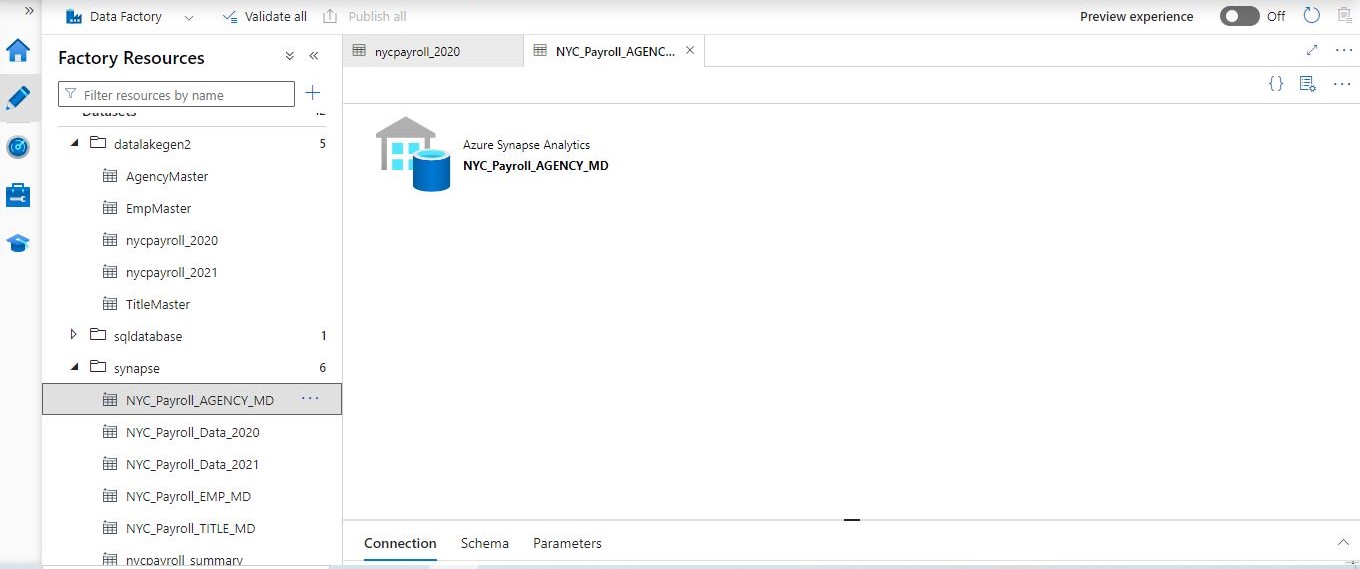 Data Factory Validate all Publish all Preview experience Off
Factory Resources
Filter resources by name
Datasets 12
datalakegen2 5
AgencyMaster
EmpMaster
nycpayroll_2020
nycpayroll_2021
TitleMaster
sqldatabase 1
synapse 6
NYC_Payroll_AGENCY_MD
NYC_Payroll_Data_2020
NYC_Payroll_Data_2021
NYC_Payroll_EMP_MD
NYC_Payroll_TITLE_MD
nycpayroll_summary
nycpayroll_2020 NYC_Payroll_AGENC...
Azure Synapse Analytics
NYC_Payroll_AGENCY_MD
Connection Schema Parameters